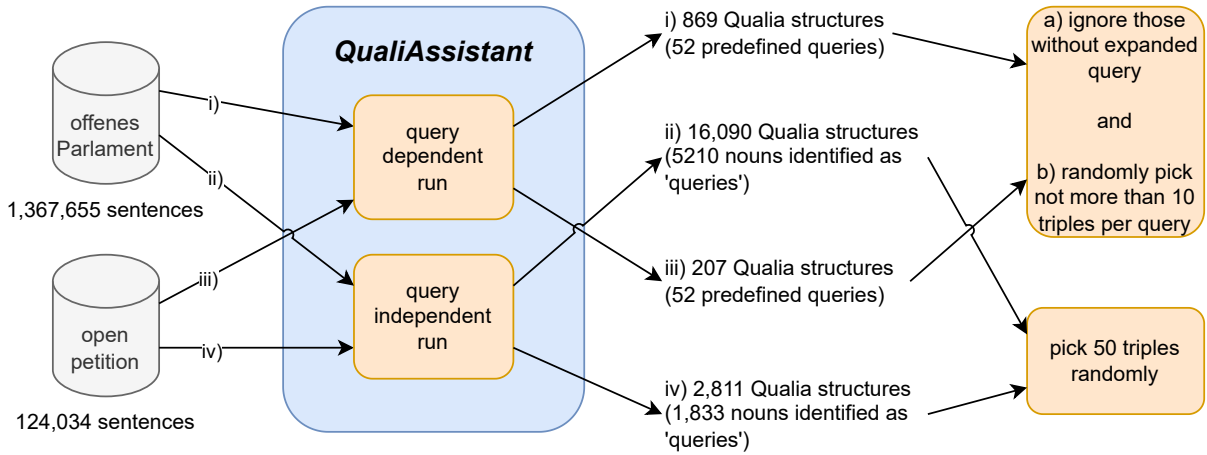 offenes
Parlament
1,367,655 sentences
open
petition
124,034 sentences
i)
ii)
iii)
iv)
QualiAssistant
query
dependent
run
query
independent
run
i) 869 Qualia structures
(52 predefined queries)
ii) 16,090 Qualia structures
(5210 nouns identified as
'queries')
iii) 207 Qualia structures
(52 predefined queries)
iv) 2,811 Qualia structures
(1,833 nouns identified as
'queries')
a) ignore those
without expanded
query
and
b) randomly pick
not more than 10
triples per query
pick 50 triples
randomly